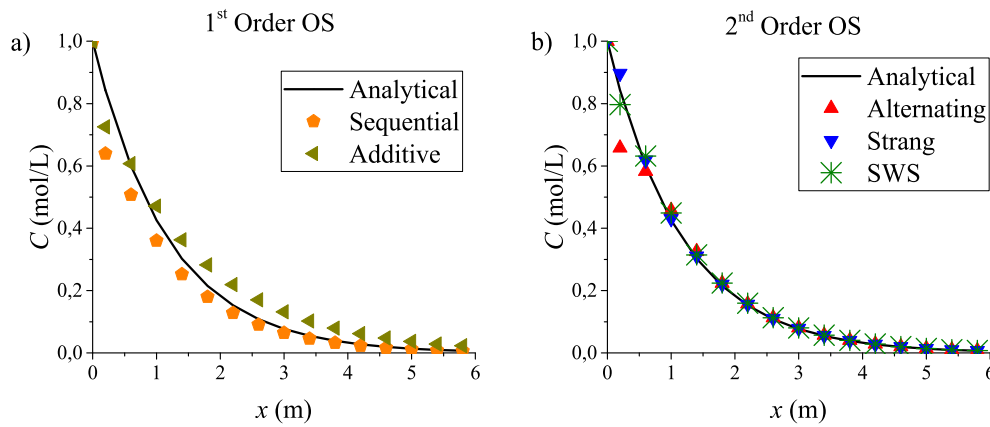 1st Order OS
a)
1,0
0,8
0,6
0,4
0,2
0,0
C (mol/L)
Analytical
Sequential
Additive
0 1 2 3 4 5 6
x (m)
2nd Order OS
b)
1,0
0,8
0,6
0,4
0,2
0,0
C (mol/L)
Analytical
Alternating
Strang
SWS
0 1 2 3 4 5 6
x (m)